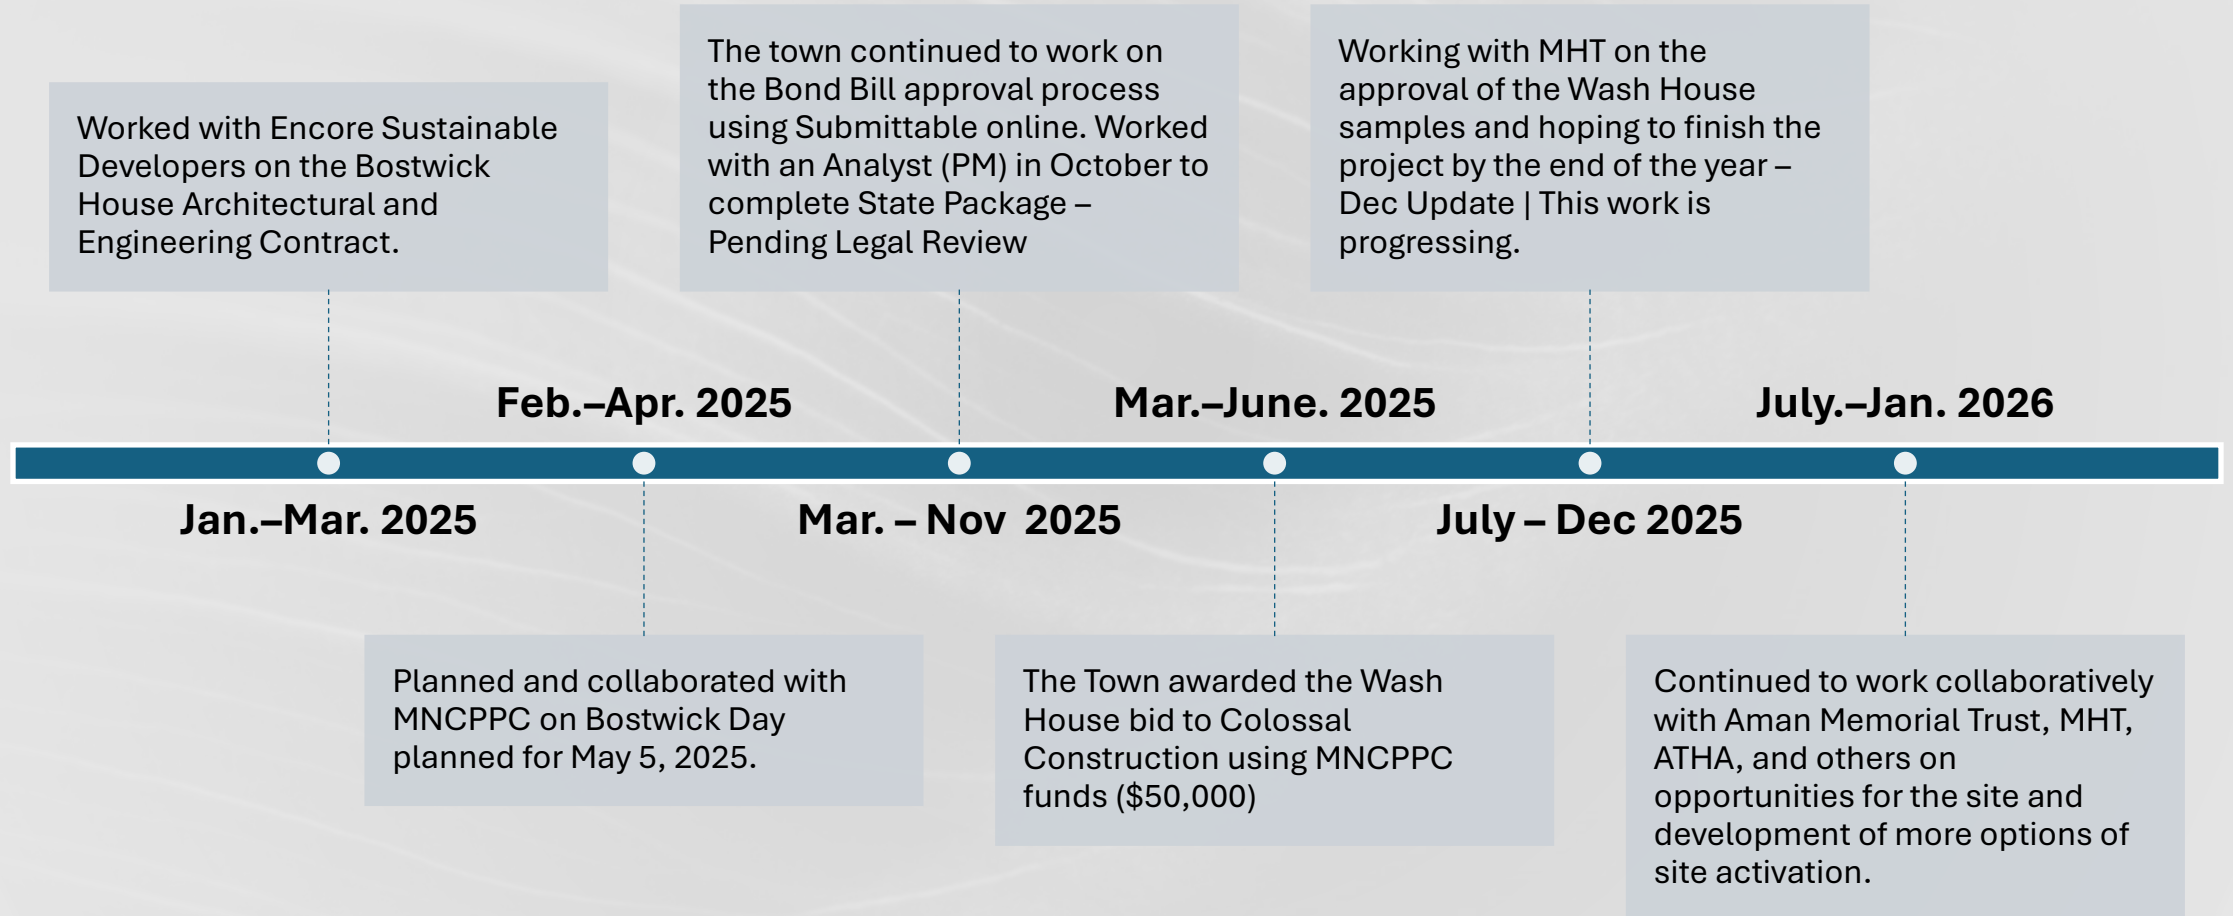 Worked with Encore Sustainable
Developers on the Bostwick
House Architectural and
Engineering Contract.
The town continued to work on
the Bond Bill approval process
using Submittable online. Worked
with an Analyst (PM) in October to
complete State Package –
Pending Legal Review
Working with MHT on the
approval of the Wash House
samples and hoping to finish the
project by the end of the year –
Dec Update | This work is
progressing.
Feb.–Apr. 2025
Mar.–June. 2025
July.–Jan. 2026
Jan.–Mar. 2025
Mar. – Nov  2025
July – Dec 2025
Planned and collaborated with
MNCPPC on Bostwick Day
planned for May 5, 2025.
The Town awarded the Wash
House bid to Colossal
Construction using MNCPPC
funds ($50,000)
Continued to work collaboratively
with Aman Memorial Trust, MHT,
ATHA, and others on
opportunities for the site and
development of more options of
site activation.